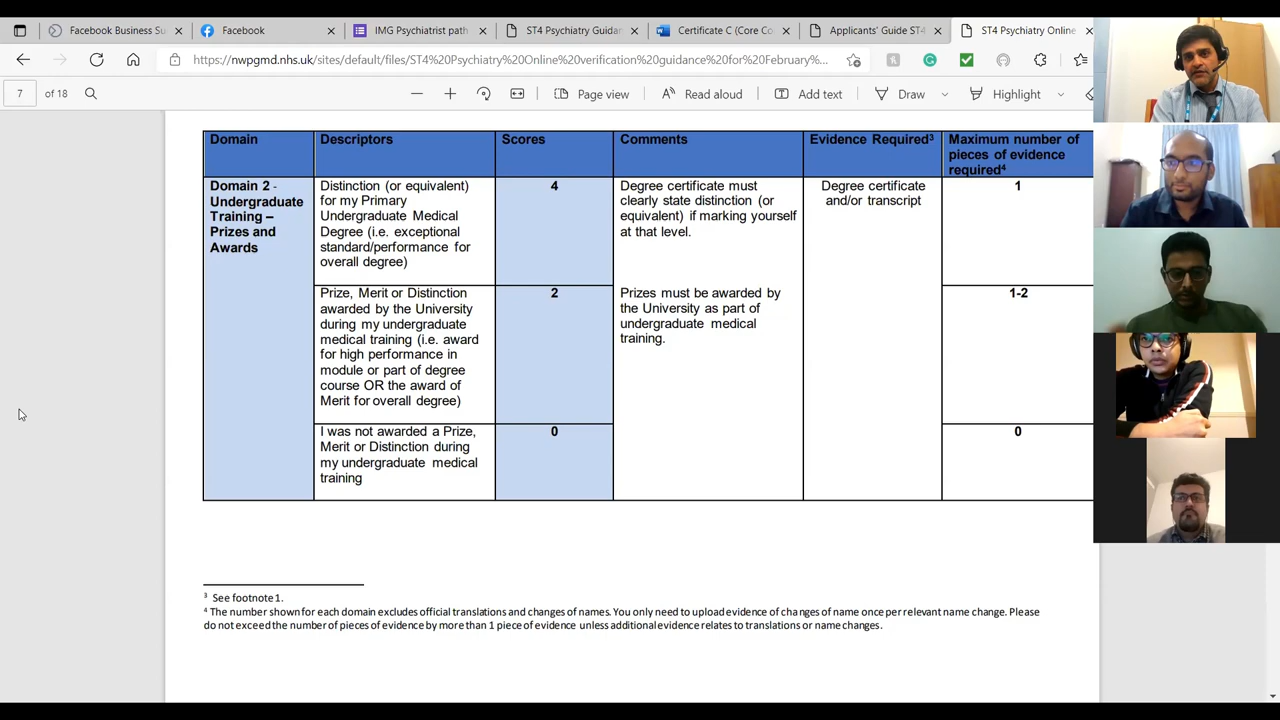 Facebook Business Su
Facebook
IMG Psychiatrist path
ST4 Psychiatry Guidan
Certificate C (Core Co
Applicants' Guide ST4
ST4 Psychiatry Online
https://nwpgmd.nhs.uk/sites/default/files/ST4%20Psychiatry%20Online%20verification%20guidance%20for%20February%...
7 of 18
Page view
Read aloud
Add text
Draw
Highlight
Domain
Descriptors
Scores
Comments
Evidence Required3
Maximum number of
pieces of evidence
required4
Domain 2 -
Undergraduate
Training –
Prizes and
Awards
Distinction (or equivalent)
for my Primary
Undergraduate Medical
Degree (i.e. exceptional
standard/performance for
overall degree)
4
Degree certificate must
clearly state distinction (or
equivalent) if marking yourself
at that level.
Degree certificate
and/or transcript
1
Prize, Merit or Distinction
awarded by the University
during my undergraduate
medical training (i.e. award
for high performance in
module or part of degree
course OR the award of
Merit for overall degree)
2
Prizes must be awarded by
the University as part of
undergraduate medical
training.
1-2
I was not awarded a Prize,
Merit or Distinction during
my undergraduate medical
training
0
0
3 See footnote 1.
4 The number shown for each domain excludes official translations and changes of names. You only need to upload evidence of changes of name once per relevant name change. Please
do not exceed the number of pieces of evidence by more than 1 piece of evidence unless additional evidence relates to translations or name changes.